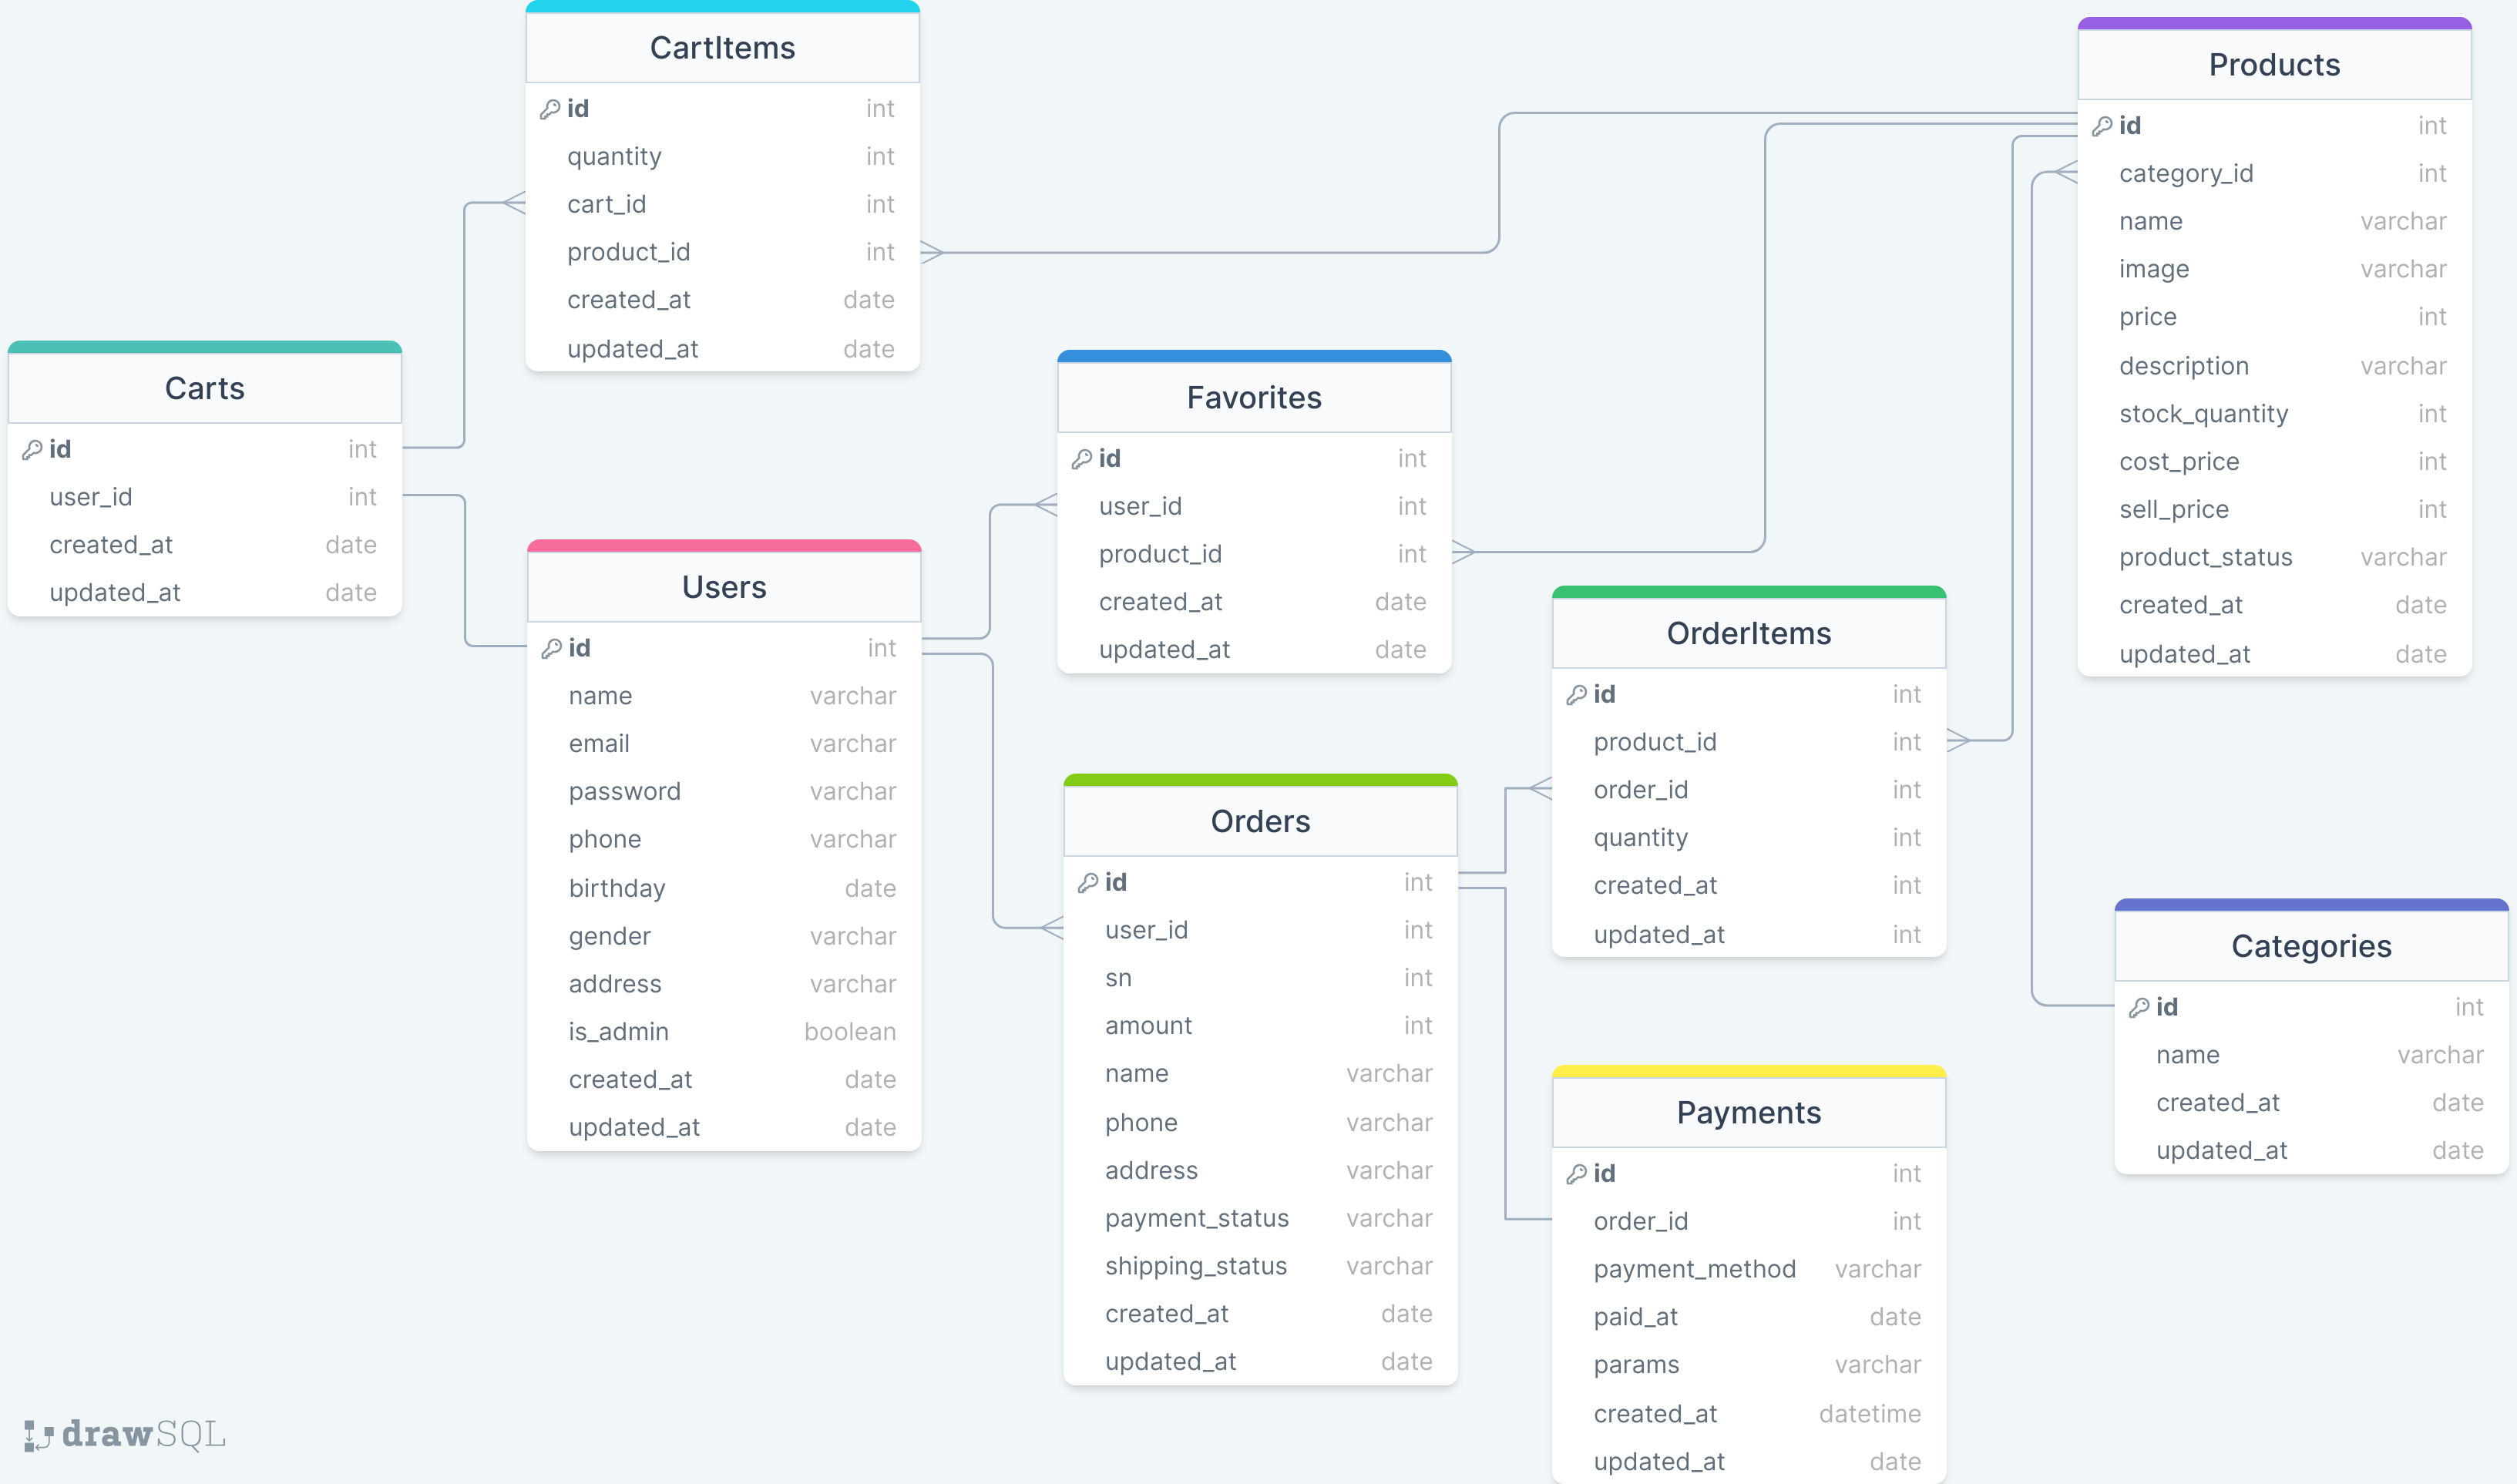 CartItems
id int
quantity int
cart_id int
product_id int
created_at date
updated_at date
Products
id int
category_id int
name varchar
image varchar
price int
description varchar
stock_quantity int
cost_price int
sell_price int
product_status varchar
created_at date
updated_at date
Carts
id int
user_id int
created_at date
updated_at date
Favorites
id int
user_id int
product_id int
created_at date
updated_at date
Users
id int
name varchar
email varchar
password varchar
phone varchar
birthday date
gender varchar
address varchar
is_admin boolean
created_at date
updated_at date
OrderItems
id int
product_id int
order_id int
quantity int
created_at int
updated_at int
Orders
id int
user_id int
sn int
amount int
name varchar
phone varchar
address varchar
payment_status varchar
shipping_status varchar
created_at date
updated_at date
Categories
id int
name varchar
created_at date
updated_at date
Payments
id int
order_id int
payment_method varchar
paid_at date
params varchar
created_at datetime
updated_at date
drawSQL